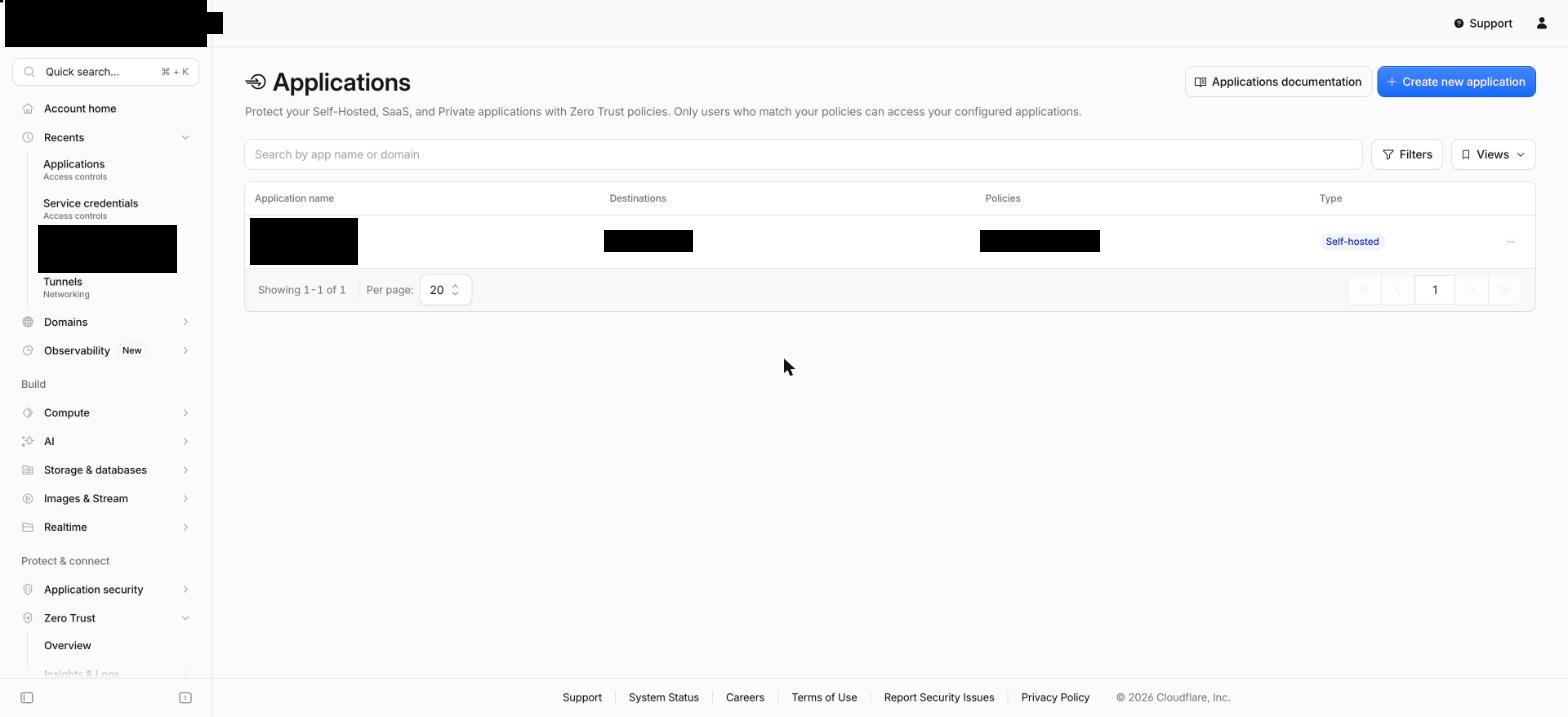 Support
Quick search... ⌘ + K
Account home
Recents
Applications
Access controls
Service credentials
Access controls
Tunnels
Networking
Domains
Observability New
Build
Compute
AI
Storage & databases
Images & Stream
Realtime
Protect & connect
Application security
Zero Trust
Overview
Insights & Logs
Applications
Applications documentation
+ Create new application
Protect your Self-Hosted, SaaS, and Private applications with Zero Trust policies. Only users who match your policies can access your configured applications.
Search by app name or domain
Filters
Views
Application name Destinations Policies Type
Self-hosted ...
Showing 1-1 of 1 Per page: 20 « ‹ 1 › »
Support System Status Careers Terms of Use Report Security Issues Privacy Policy © 2026 Cloudflare, Inc.